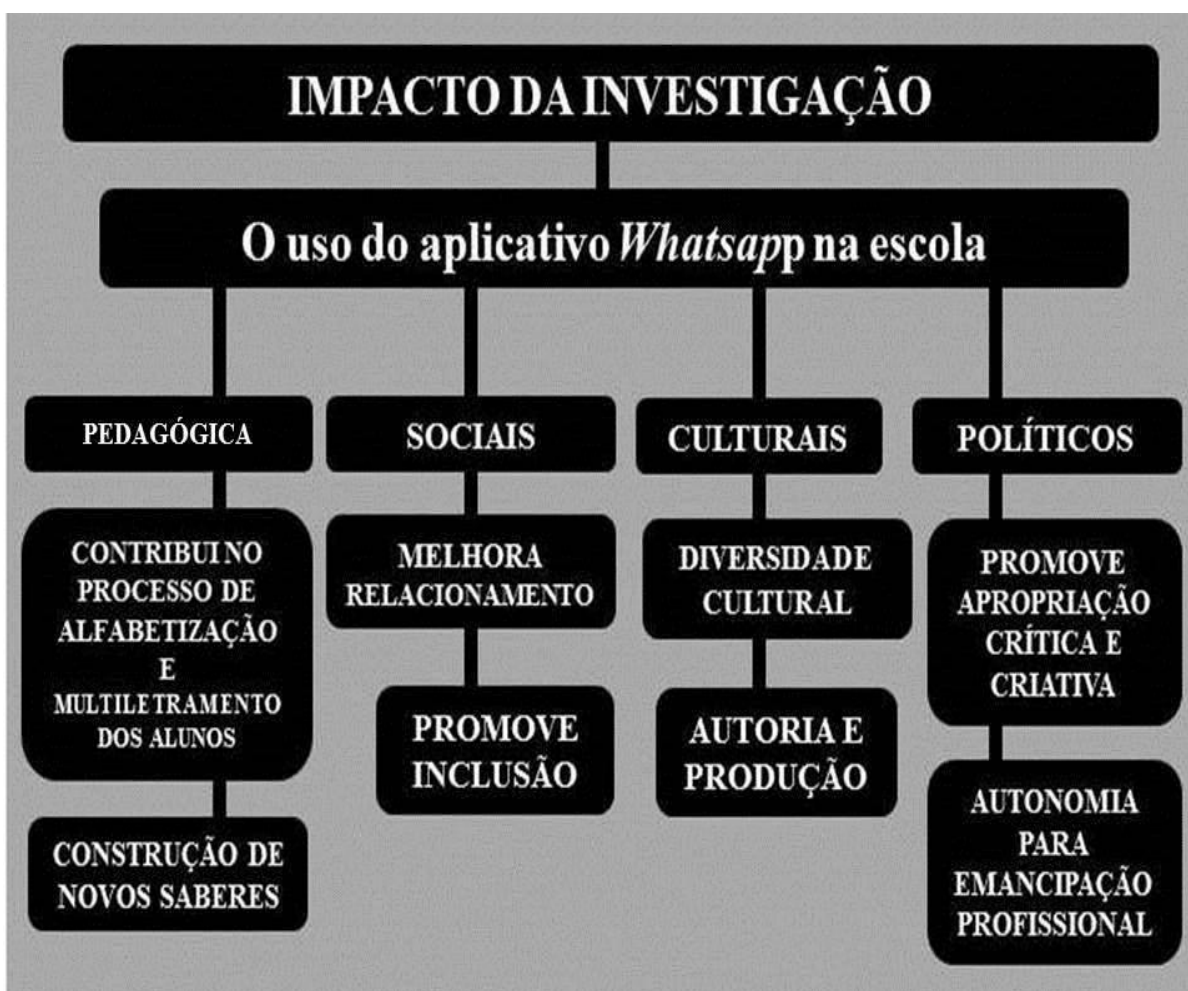 IMPACTO DA INVESTIGAÇÃO
O uso do aplicativo Whatsapp na escola
PEDAGÓGICA
CONTRIBUI NO
PROCESSO DE
ALFABETIZAÇÃO
E
MULTILETRAMENTO
DOS ALUNOS
CONSTRUÇÃO DE
NOVOS SABERES
SOCIAIS
MELHORA
RELACIONAMENTO
PROMOVE
INCLUSÃO
CULTURAIS
DIVERSIDADE
CULTURAL
AUTORIA E
PRODUÇÃO
POLÍTICOS
PROMOVE
APROPRIAÇÃO
CRÍTICA E
CRIATIVA
AUTONOMIA
PARA
EMANCIPAÇÃO
PROFISSIONAL